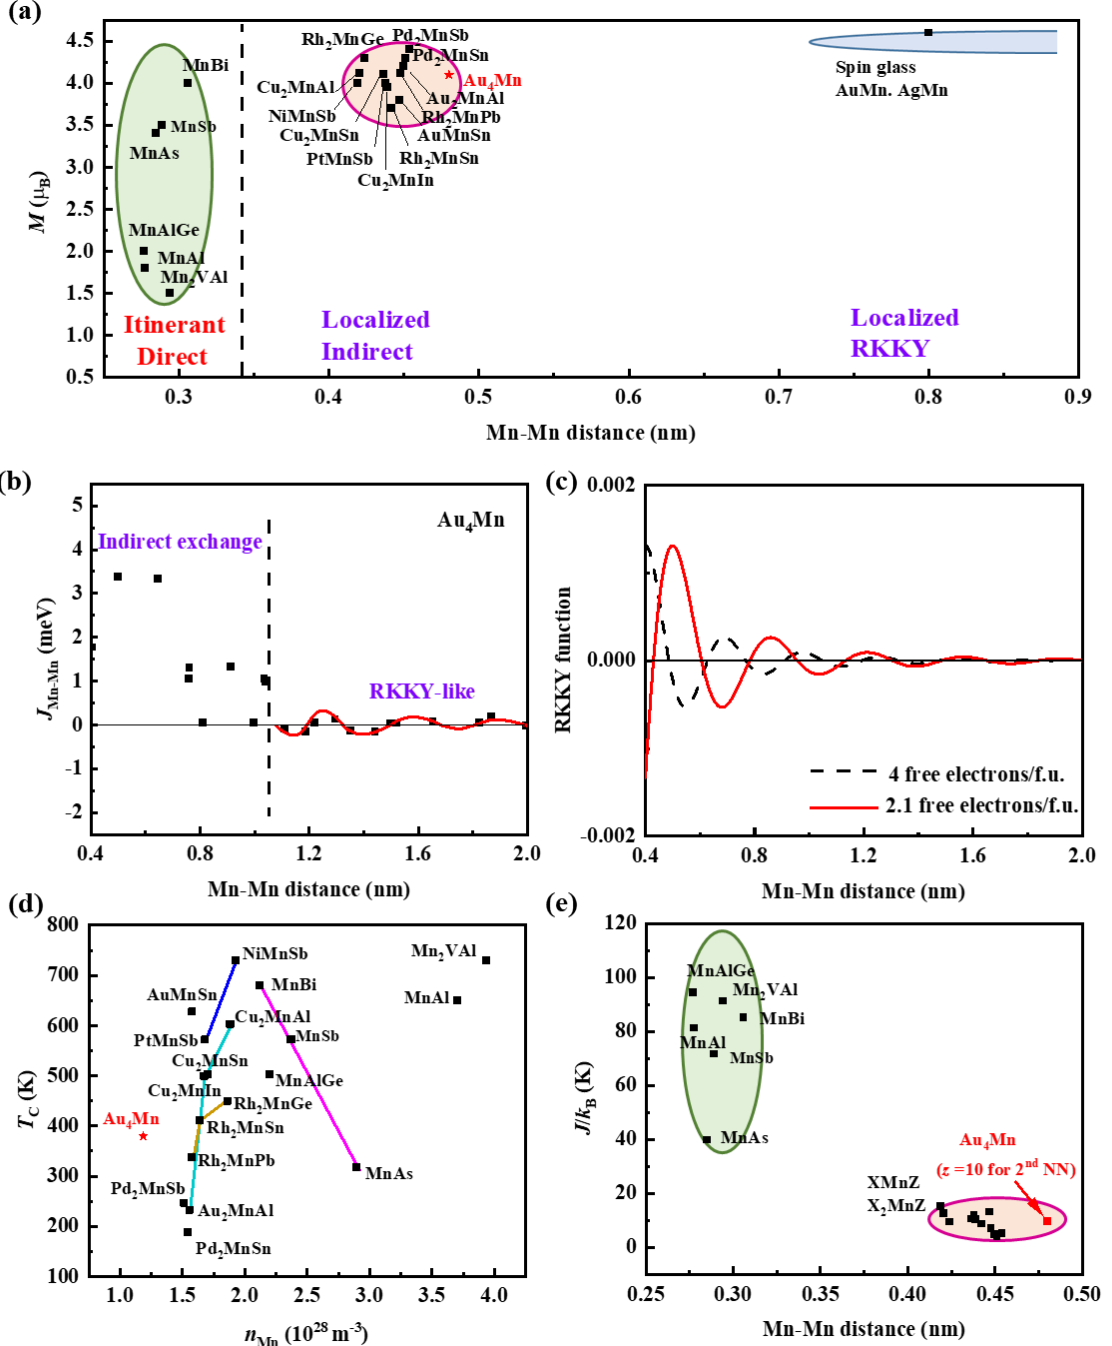 (a)
4.5
4.0
3.5
3.0
2.5
2.0
1.5
1.0
0.5
M (μB)
MnBi
MnSb
MnAs
MnAlGe
MnAl
Mn2VAl
Itinerant
Direct
Rh2MnGe
Pd2MnSb
Pd2MnSn
Cu2MnAl
Au4Mn
Au2MnAl
NiMnSb
Rh2MnPb
Cu2MnSn
AuMnSn
PtMnSb
Rh2MnSn
Cu2MnIn
Localized
Indirect
Spin glass
AuMn. AgMn
Localized
RKKY
0.3 0.4 0.5 0.6 0.7 0.8 0.9
Mn-Mn distance (nm)
(b)
5
4
3
2
1
0
-1
-2
JMn-Mn (meV)
Au4Mn
Indirect exchange
RKKY-like
0.4 0.8 1.2 1.6 2.0
Mn-Mn distance (nm)
(c)
0.002
0.000
-0.002
RKKY function
4 free electrons/f.u.
2.1 free electrons/f.u.
0.4 0.8 1.2 1.6 2.0
Mn-Mn distance (nm)
(d)
800
700
600
500
400
300
200
100
TC (K)
NiMnSb
Mn2VAl
MnBi
AuMnSn
MnAl
Cu2MnAl
PtMnSb
MnSb
Cu2MnSn
MnAlGe
Cu2MnIn
Rh2MnGe
Au4Mn
Rh2MnSn
Rh2MnPb
MnAs
Pd2MnSb
Au2MnAl
Pd2MnSn
1.0 1.5 2.0 2.5 3.0 3.5 4.0
nMn (10^28 m^-3)
(e)
120
100
80
60
40
20
0
J/kB (K)
MnAlGe
Mn2VAl
MnBi
MnAl
MnSb
MnAs
Au4Mn
(z =10 for 2nd NN)
XMnZ
X2MnZ
0.25 0.30 0.35 0.40 0.45 0.50
Mn-Mn distance (nm)